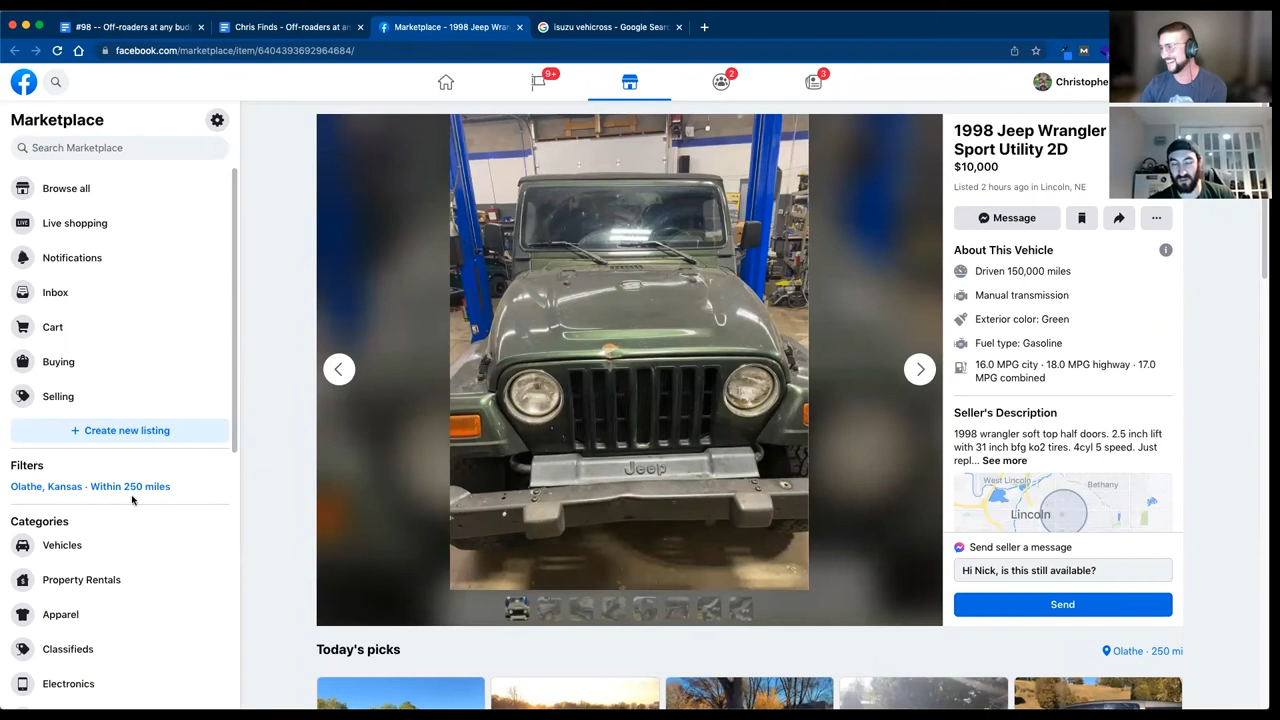 #98 -- Off-roaders at any bud
Chris Finds - Off-roaders at an
Marketplace - 1998 Jeep Wran
isuzu vehicross - Google Searc
facebook.com/marketplace/item/6404393692964684/
M
9+
2
3
Christophe
Marketplace
Search Marketplace
Browse all
LIVE
Live shopping
Notifications
Inbox
Cart
Buying
Selling
+ Create new listing
Filters
Olathe, Kansas · Within 250 miles
Categories
Vehicles
Property Rentals
Apparel
Classifieds
Electronics
Jeep
1998 Jeep Wrangler
Sport Utility 2D
$10,000
Listed 2 hours ago in Lincoln, NE
Message
About This Vehicle
Driven 150,000 miles
Manual transmission
Exterior color: Green
Fuel type: Gasoline
16.0 MPG city · 18.0 MPG highway · 17.0
MPG combined
Seller's Description
1998 wrangler soft top half doors. 2.5 inch lift
with 31 inch bfg ko2 tires. 4cyl 5 speed. Just
repl... See more
West Lincoln
Bethany
Lincoln
Send seller a message
Hi Nick, is this still available?
Send
Today's picks
Olathe · 250 mi